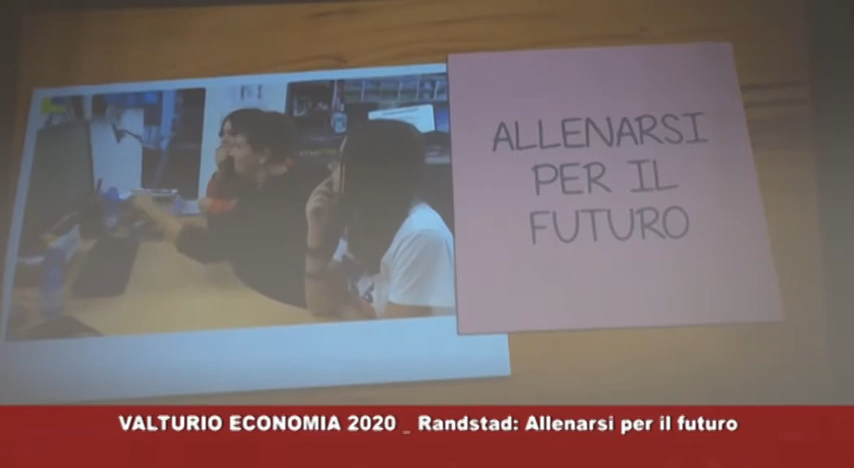 ALLENARSI
PER IL
FUTURO
VALTURIO ECONOMIA 2020 _ Randstad: Allenarsi per il futuro